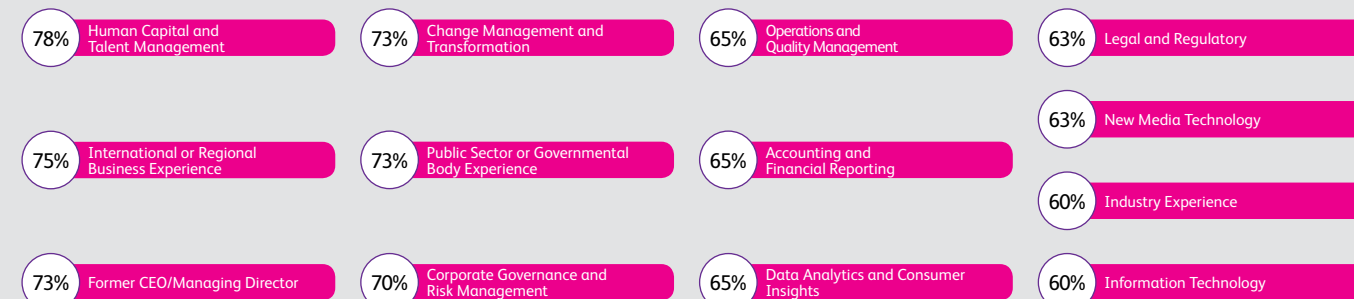 78%
Human Capital and
Talent Management
75%
International or Regional
Business Experience
73%
Former CEO/Managing Director
73%
Change Management and
Transformation
73%
Public Sector or Governmental
Body Experience
70%
Corporate Governance and
Risk Management
65%
Operations and
Quality Management
65%
Accounting and
Financial Reporting
65%
Data Analytics and Consumer
Insights
63%
Legal and Regulatory
63%
New Media Technology
60%
Industry Experience
60%
Information Technology